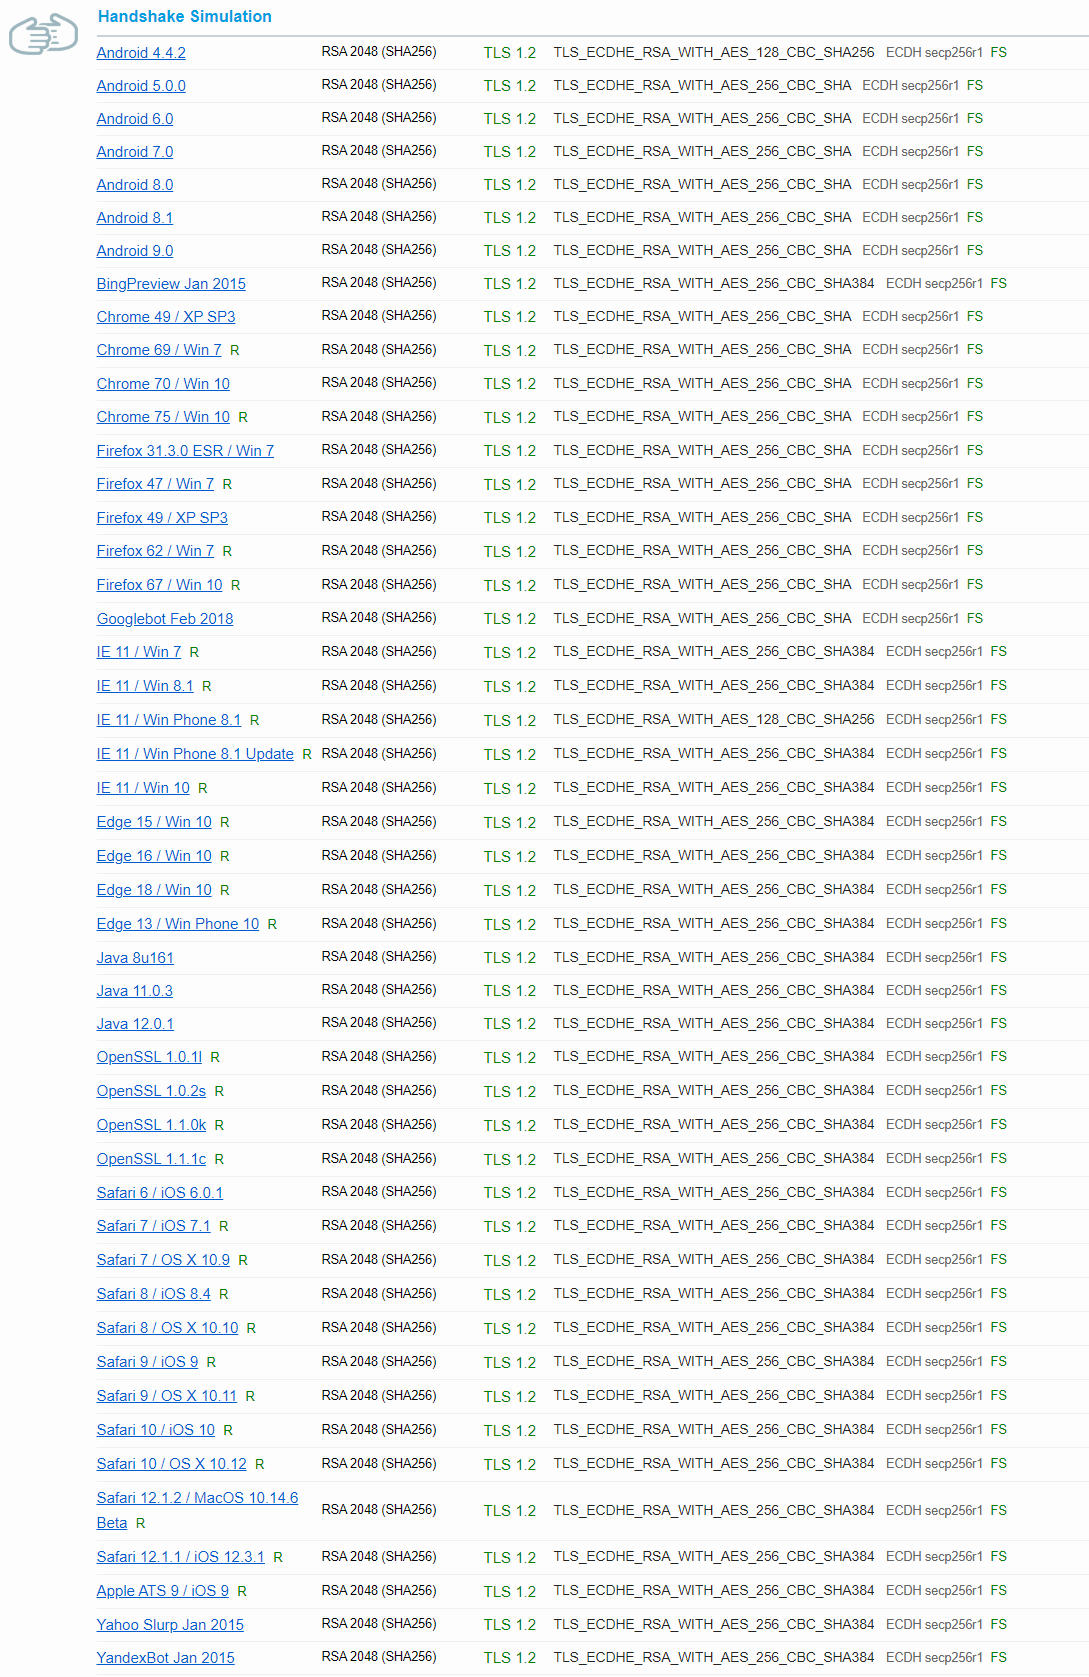 Handshake Simulation
Android 4.4.2 RSA 2048 (SHA256) TLS 1.2 TLS_ECDHE_RSA_WITH_AES_128_CBC_SHA256 ECDH secp256r1 FS
Android 5.0.0 RSA 2048 (SHA256) TLS 1.2 TLS_ECDHE_RSA_WITH_AES_256_CBC_SHA ECDH secp256r1 FS
Android 6.0 RSA 2048 (SHA256) TLS 1.2 TLS_ECDHE_RSA_WITH_AES_256_CBC_SHA ECDH secp256r1 FS
Android 7.0 RSA 2048 (SHA256) TLS 1.2 TLS_ECDHE_RSA_WITH_AES_256_CBC_SHA ECDH secp256r1 FS
Android 8.0 RSA 2048 (SHA256) TLS 1.2 TLS_ECDHE_RSA_WITH_AES_256_CBC_SHA ECDH secp256r1 FS
Android 8.1 RSA 2048 (SHA256) TLS 1.2 TLS_ECDHE_RSA_WITH_AES_256_CBC_SHA ECDH secp256r1 FS
Android 9.0 RSA 2048 (SHA256) TLS 1.2 TLS_ECDHE_RSA_WITH_AES_256_CBC_SHA ECDH secp256r1 FS
BingPreview Jan 2015 RSA 2048 (SHA256) TLS 1.2 TLS_ECDHE_RSA_WITH_AES_256_CBC_SHA384 ECDH secp256r1 FS
Chrome 49 / XP SP3 RSA 2048 (SHA256) TLS 1.2 TLS_ECDHE_RSA_WITH_AES_256_CBC_SHA ECDH secp256r1 FS
Chrome 69 / Win 7 R RSA 2048 (SHA256) TLS 1.2 TLS_ECDHE_RSA_WITH_AES_256_CBC_SHA ECDH secp256r1 FS
Chrome 70 / Win 10 RSA 2048 (SHA256) TLS 1.2 TLS_ECDHE_RSA_WITH_AES_256_CBC_SHA ECDH secp256r1 FS
Chrome 75 / Win 10 R RSA 2048 (SHA256) TLS 1.2 TLS_ECDHE_RSA_WITH_AES_256_CBC_SHA ECDH secp256r1 FS
Firefox 31.3.0 ESR / Win 7 RSA 2048 (SHA256) TLS 1.2 TLS_ECDHE_RSA_WITH_AES_256_CBC_SHA ECDH secp256r1 FS
Firefox 47 / Win 7 R RSA 2048 (SHA256) TLS 1.2 TLS_ECDHE_RSA_WITH_AES_256_CBC_SHA ECDH secp256r1 FS
Firefox 49 / XP SP3 RSA 2048 (SHA256) TLS 1.2 TLS_ECDHE_RSA_WITH_AES_256_CBC_SHA ECDH secp256r1 FS
Firefox 62 / Win 7 R RSA 2048 (SHA256) TLS 1.2 TLS_ECDHE_RSA_WITH_AES_256_CBC_SHA ECDH secp256r1 FS
Firefox 67 / Win 10 R RSA 2048 (SHA256) TLS 1.2 TLS_ECDHE_RSA_WITH_AES_256_CBC_SHA ECDH secp256r1 FS
Googlebot Feb 2018 RSA 2048 (SHA256) TLS 1.2 TLS_ECDHE_RSA_WITH_AES_256_CBC_SHA ECDH secp256r1 FS
IE 11 / Win 7 R RSA 2048 (SHA256) TLS 1.2 TLS_ECDHE_RSA_WITH_AES_256_CBC_SHA384 ECDH secp256r1 FS
IE 11 / Win 8.1 R RSA 2048 (SHA256) TLS 1.2 TLS_ECDHE_RSA_WITH_AES_256_CBC_SHA384 ECDH secp256r1 FS
IE 11 / Win Phone 8.1 R RSA 2048 (SHA256) TLS 1.2 TLS_ECDHE_RSA_WITH_AES_128_CBC_SHA256 ECDH secp256r1 FS
IE 11 / Win Phone 8.1 Update R RSA 2048 (SHA256) TLS 1.2 TLS_ECDHE_RSA_WITH_AES_256_CBC_SHA384 ECDH secp256r1 FS
IE 11 / Win 10 R RSA 2048 (SHA256) TLS 1.2 TLS_ECDHE_RSA_WITH_AES_256_CBC_SHA384 ECDH secp256r1 FS
Edge 15 / Win 10 R RSA 2048 (SHA256) TLS 1.2 TLS_ECDHE_RSA_WITH_AES_256_CBC_SHA384 ECDH secp256r1 FS
Edge 16 / Win 10 R RSA 2048 (SHA256) TLS 1.2 TLS_ECDHE_RSA_WITH_AES_256_CBC_SHA384 ECDH secp256r1 FS
Edge 18 / Win 10 R RSA 2048 (SHA256) TLS 1.2 TLS_ECDHE_RSA_WITH_AES_256_CBC_SHA384 ECDH secp256r1 FS
Edge 13 / Win Phone 10 R RSA 2048 (SHA256) TLS 1.2 TLS_ECDHE_RSA_WITH_AES_256_CBC_SHA384 ECDH secp256r1 FS
Java 8u161 RSA 2048 (SHA256) TLS 1.2 TLS_ECDHE_RSA_WITH_AES_256_CBC_SHA384 ECDH secp256r1 FS
Java 11.0.3 RSA 2048 (SHA256) TLS 1.2 TLS_ECDHE_RSA_WITH_AES_256_CBC_SHA384 ECDH secp256r1 FS
Java 12.0.1 RSA 2048 (SHA256) TLS 1.2 TLS_ECDHE_RSA_WITH_AES_256_CBC_SHA384 ECDH secp256r1 FS
OpenSSL 1.0.1l R RSA 2048 (SHA256) TLS 1.2 TLS_ECDHE_RSA_WITH_AES_256_CBC_SHA384 ECDH secp256r1 FS
OpenSSL 1.0.2s R RSA 2048 (SHA256) TLS 1.2 TLS_ECDHE_RSA_WITH_AES_256_CBC_SHA384 ECDH secp256r1 FS
OpenSSL 1.1.0k R RSA 2048 (SHA256) TLS 1.2 TLS_ECDHE_RSA_WITH_AES_256_CBC_SHA384 ECDH secp256r1 FS
OpenSSL 1.1.1c R RSA 2048 (SHA256) TLS 1.2 TLS_ECDHE_RSA_WITH_AES_256_CBC_SHA384 ECDH secp256r1 FS
Safari 6 / iOS 6.0.1 RSA 2048 (SHA256) TLS 1.2 TLS_ECDHE_RSA_WITH_AES_256_CBC_SHA384 ECDH secp256r1 FS
Safari 7 / iOS 7.1 R RSA 2048 (SHA256) TLS 1.2 TLS_ECDHE_RSA_WITH_AES_256_CBC_SHA384 ECDH secp256r1 FS
Safari 7 / OS X 10.9 R RSA 2048 (SHA256) TLS 1.2 TLS_ECDHE_RSA_WITH_AES_256_CBC_SHA384 ECDH secp256r1 FS
Safari 8 / iOS 8.4 R RSA 2048 (SHA256) TLS 1.2 TLS_ECDHE_RSA_WITH_AES_256_CBC_SHA384 ECDH secp256r1 FS
Safari 8 / OS X 10.10 R RSA 2048 (SHA256) TLS 1.2 TLS_ECDHE_RSA_WITH_AES_256_CBC_SHA384 ECDH secp256r1 FS
Safari 9 / iOS 9 R RSA 2048 (SHA256) TLS 1.2 TLS_ECDHE_RSA_WITH_AES_256_CBC_SHA384 ECDH secp256r1 FS
Safari 9 / OS X 10.11 R RSA 2048 (SHA256) TLS 1.2 TLS_ECDHE_RSA_WITH_AES_256_CBC_SHA384 ECDH secp256r1 FS
Safari 10 / iOS 10 R RSA 2048 (SHA256) TLS 1.2 TLS_ECDHE_RSA_WITH_AES_256_CBC_SHA384 ECDH secp256r1 FS
Safari 10 / OS X 10.12 R RSA 2048 (SHA256) TLS 1.2 TLS_ECDHE_RSA_WITH_AES_256_CBC_SHA384 ECDH secp256r1 FS
Safari 12.1.2 / MacOS 10.14.6
Beta R RSA 2048 (SHA256) TLS 1.2 TLS_ECDHE_RSA_WITH_AES_256_CBC_SHA384 ECDH secp256r1 FS
Safari 12.1.1 / iOS 12.3.1 R RSA 2048 (SHA256) TLS 1.2 TLS_ECDHE_RSA_WITH_AES_256_CBC_SHA384 ECDH secp256r1 FS
Apple ATS 9 / iOS 9 R RSA 2048 (SHA256) TLS 1.2 TLS_ECDHE_RSA_WITH_AES_256_CBC_SHA384 ECDH secp256r1 FS
Yahoo Slurp Jan 2015 RSA 2048 (SHA256) TLS 1.2 TLS_ECDHE_RSA_WITH_AES_256_CBC_SHA384 ECDH secp256r1 FS
YandexBot Jan 2015 RSA 2048 (SHA256) TLS 1.2 TLS_ECDHE_RSA_WITH_AES_256_CBC_SHA384 ECDH secp256r1 FS